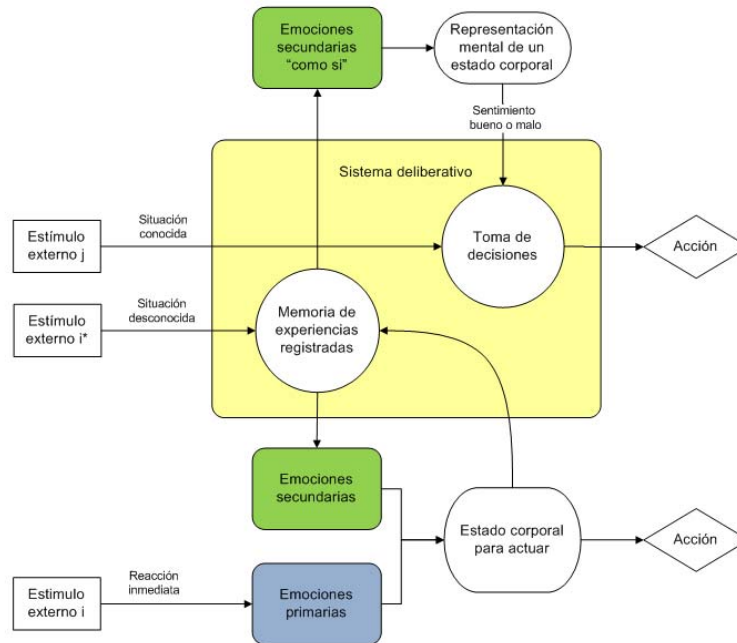 Emociones
secundarias
“como si”
Representación
mental de un
estado corporal
Sentimiento
bueno o malo
Sistema deliberativo
Situación
conocida
Estímulo
externo j
Toma de
decisiones
Acción
Situación
desconocida
Estímulo
externo i*
Memoria de
experiencias
registradas
Emociones
secundarias
Estado corporal
para actuar
Acción
Reacción
inmediata
Estimulo
externo i
Emociones
primarias